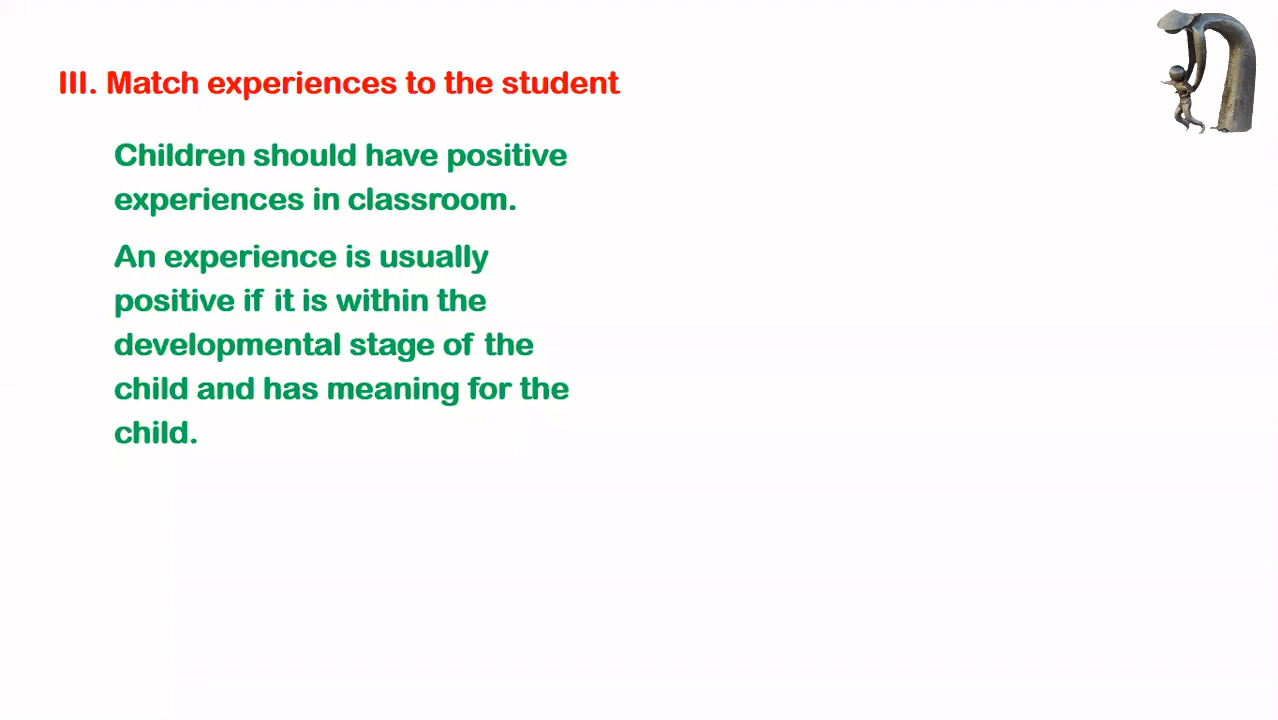 III. Match experiences to the student
Children should have positive
experiences in classroom.
An experience is usually
positive if it is within the
developmental stage of the
child and has meaning for the
child.